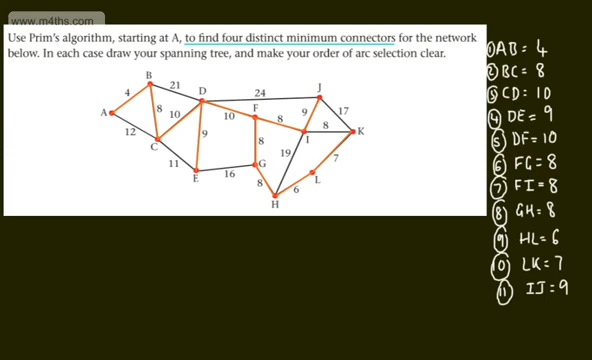 www.m4ths.com
Use Prim's algorithm, starting at A, to find four distinct minimum connectors for the network
below. In each case draw your spanning tree, and make your order of arc selection clear.
A
B
C
D
E
F
G
H
I
J
K
L
4
21
12
8
10
11
9
24
10
16
8
8
8
19
6
7
9
8
17
① AB = 4
② BC = 8
③ CD = 10
④ DE = 9
⑤ DF = 10
⑥ FG = 8
⑦ FI = 8
⑧ GH = 8
⑨ HL = 6
⑩ LK = 7
⑪ IJ = 9